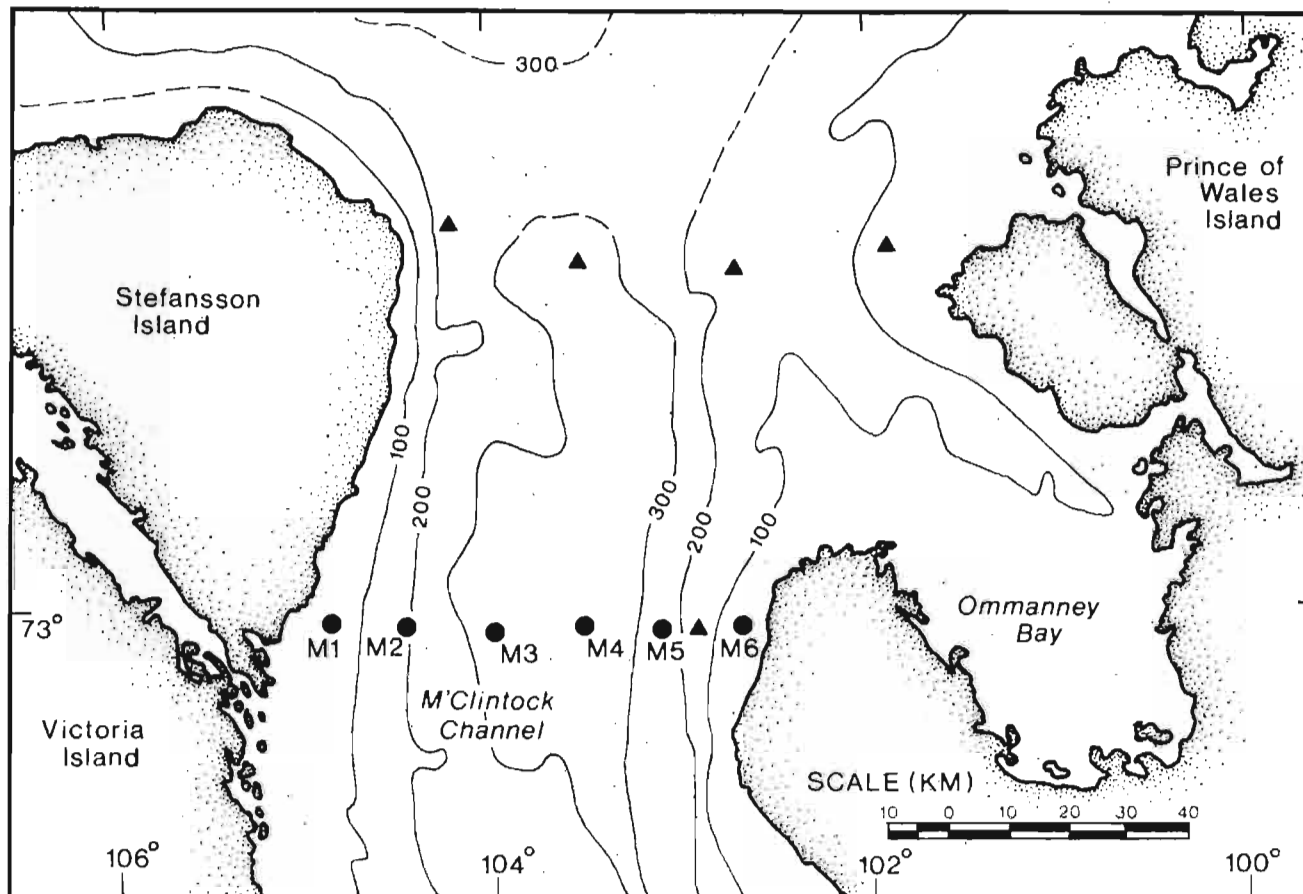 300
Prince of
Wales
Island
Stefansson
Island
100
200
300
200
100
73°
M1
M2
M3
M4
M5
M6
Ommanney
Bay
M'Clintock
Channel
Victoria
Island
SCALE (KM)
10 0 10 20 30 40
106°
104°
102°
100°